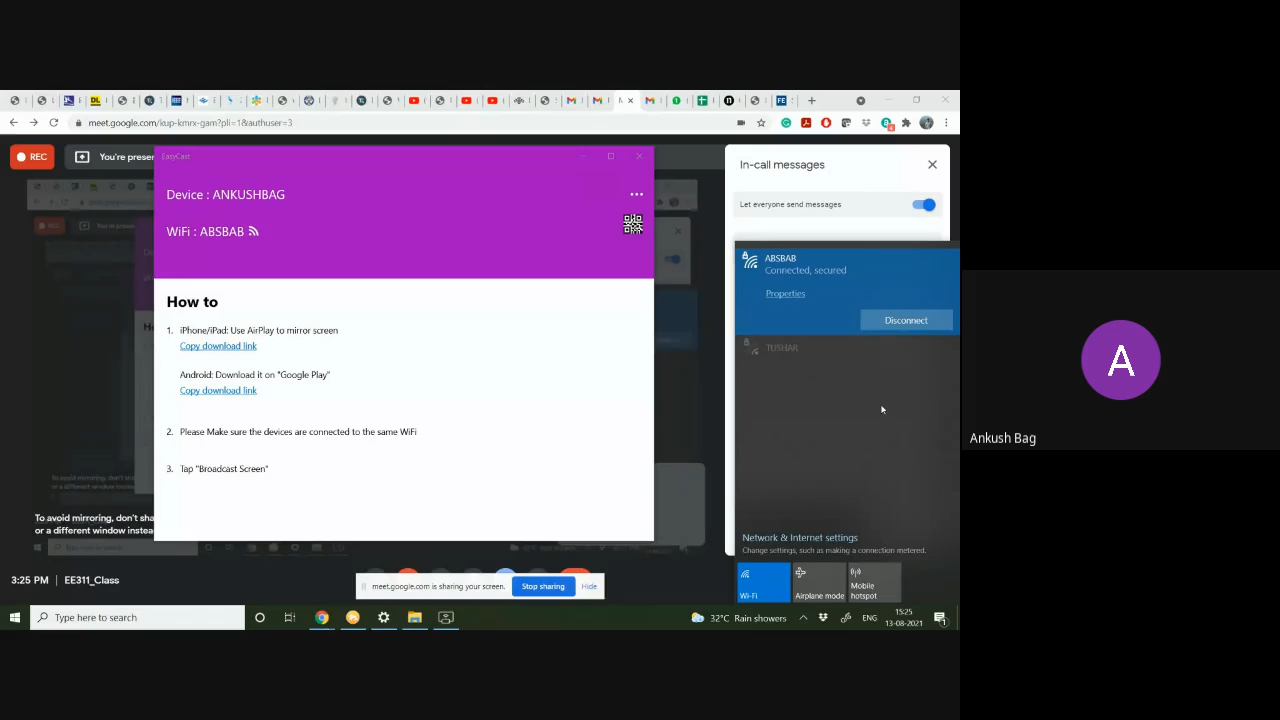 meet.google.com/kup-kmrx-gam?pli=1&authuser=3
REC
You're presen
EasyCast
Device : ANKUSHBAG
WiFi : ABSBAB
How to
1. iPhone/iPad: Use AirPlay to mirror screen
Copy download link
Android: Download it on "Google Play"
Copy download link
2. Please Make sure the devices are connected to the same WiFi
3. Tap "Broadcast Screen"
In-call messages
Let everyone send messages
ABSBAB
Connected, secured
Properties
Disconnect
TUSHAR
Network & Internet settings
Change settings, such as making a connection metered.
Wi-Fi
Airplane mode
Mobile
hotspot
To avoid mirroring, don't sha
or a different window instea
3:25 PM | EE311_Class
meet.google.com is sharing your screen.
Stop sharing
Hide
Type here to search
32°C Rain showers
ENG
15:25
13-08-2021
A
Ankush Bag